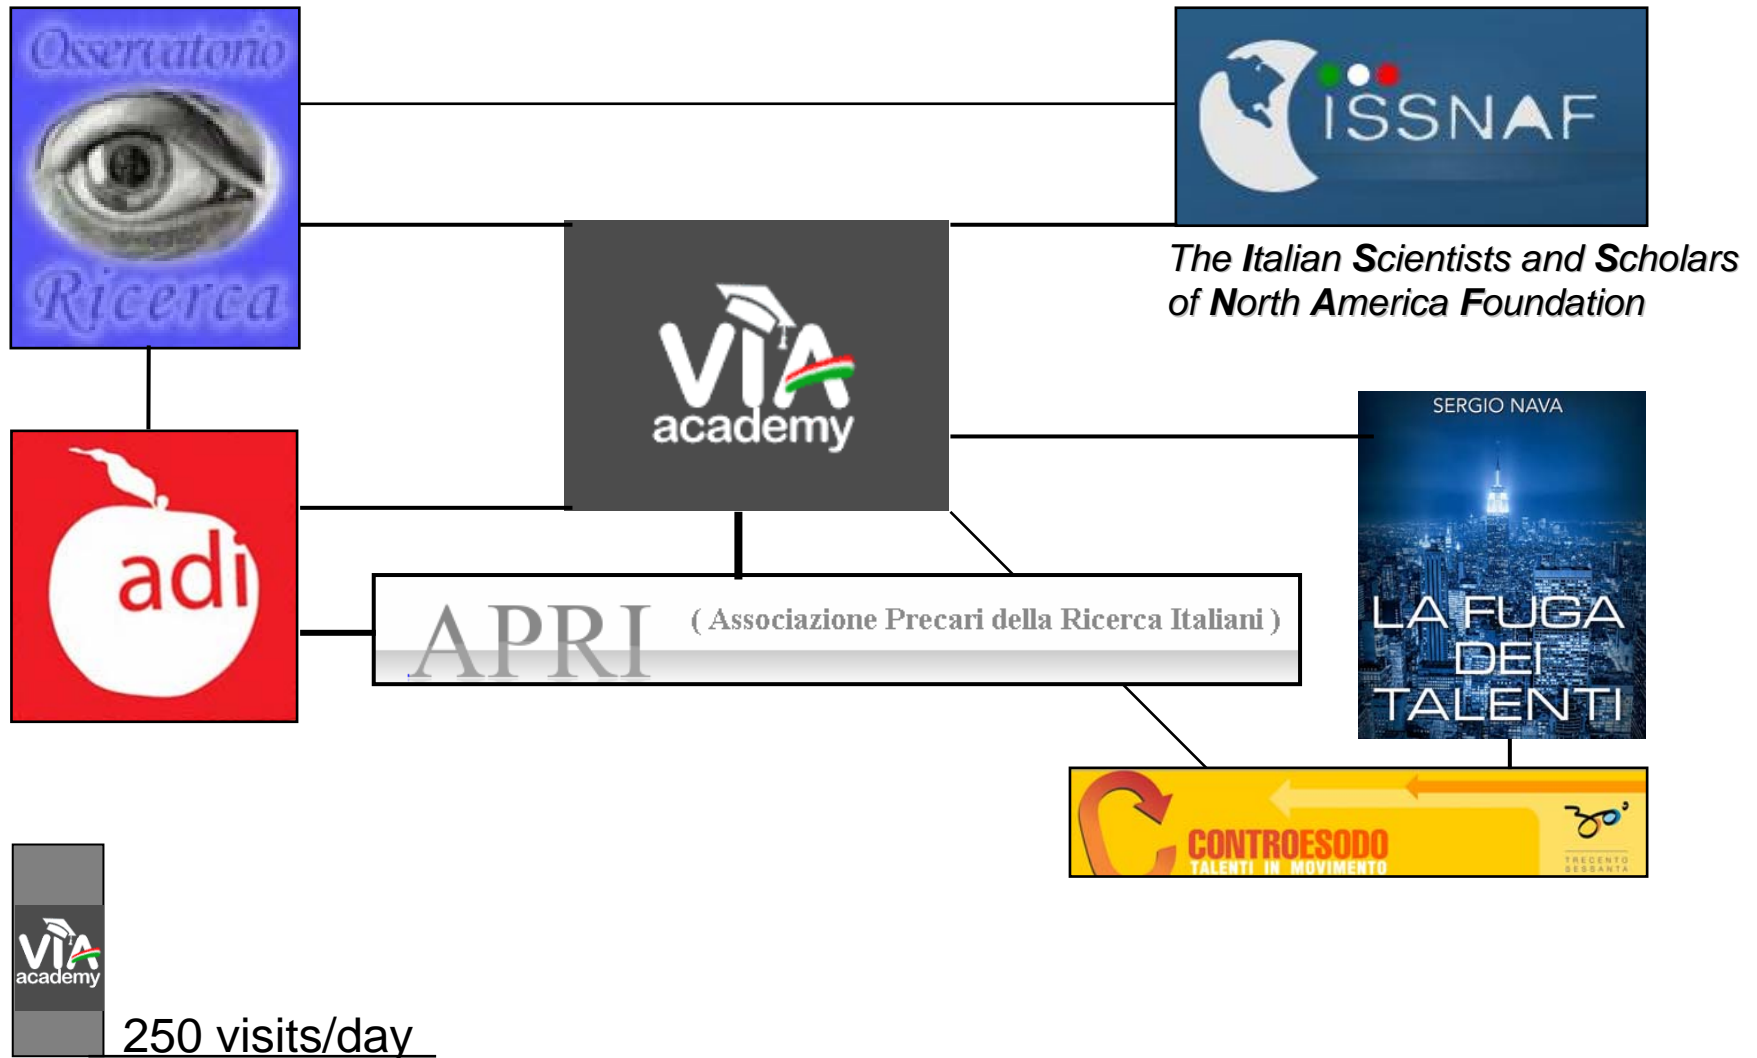 Osservatorio
Ricerca
ISSNAF
The Italian Scientists and Scholars
of North America Foundation
VIA
academy
SERGIO NAVA
LA FUGA
DEI
TALENTI
adi
APRI ( Associazione Precari della Ricerca Italiani )
CONTROESODO
TALENTI IN MOVIMENTO
360°
TRECENTO
SESSANTA
VIA
academy
250 visits/day